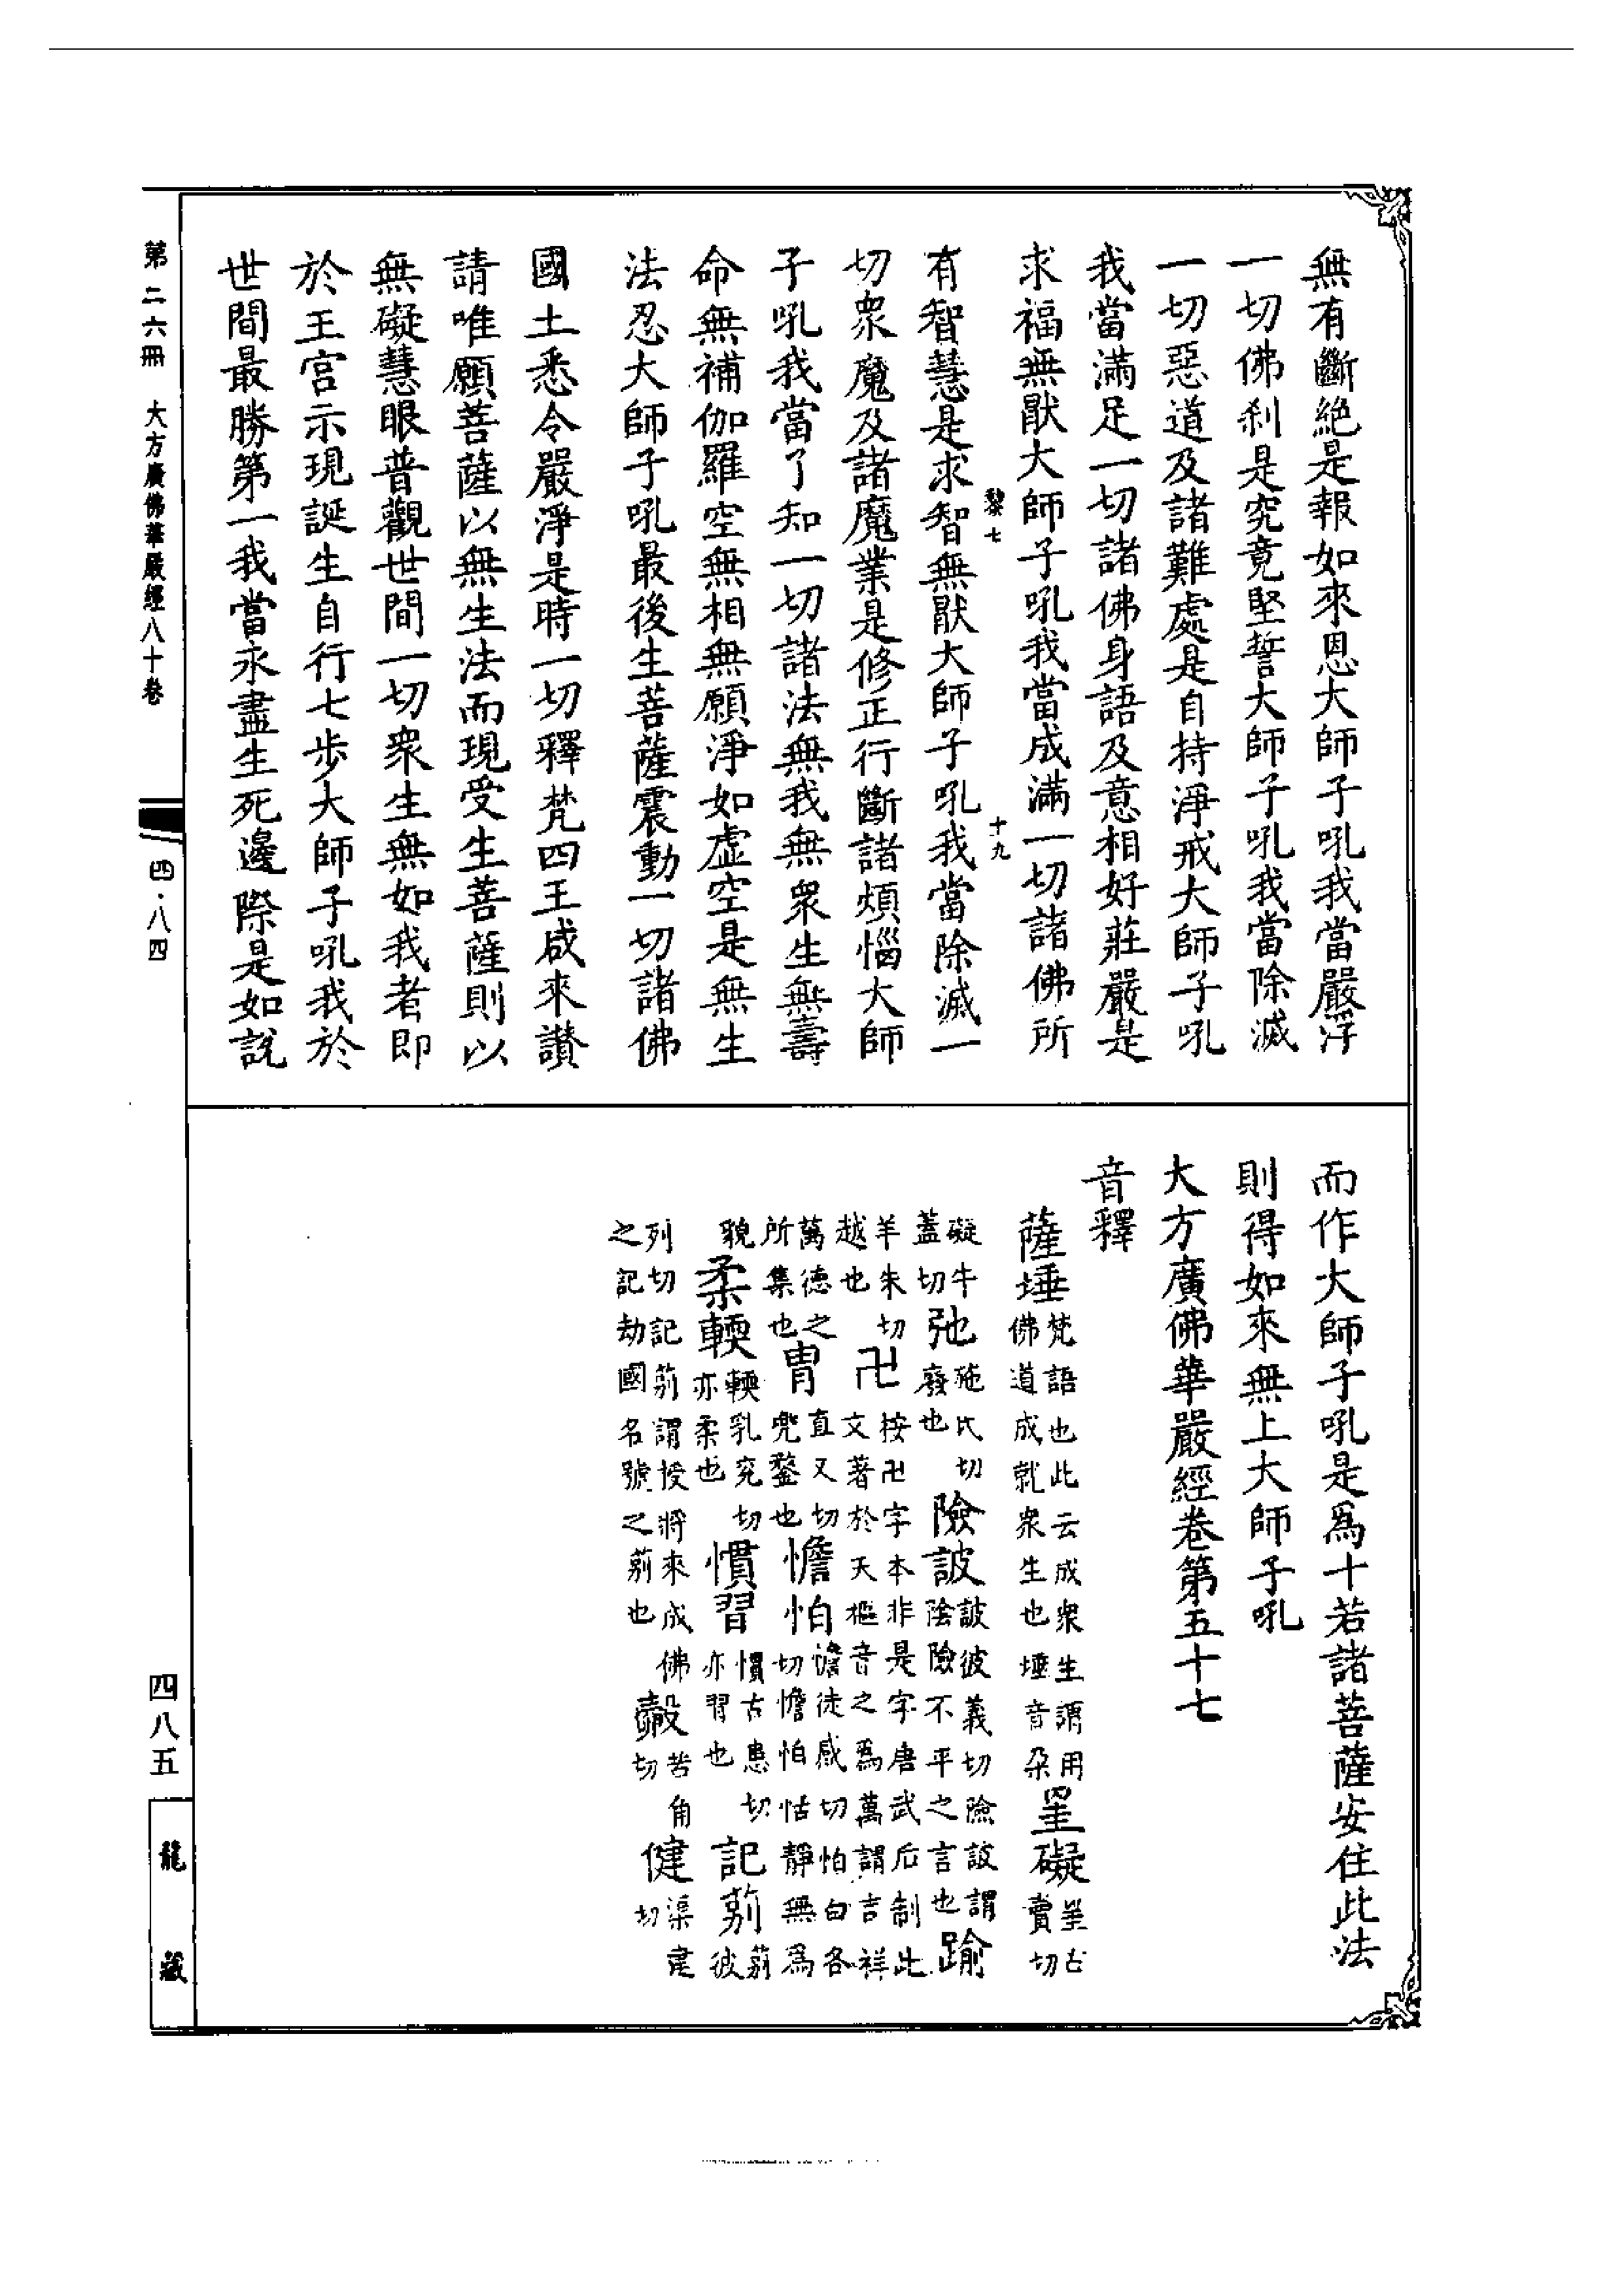 無有斷絕是報如來恩大師子吼我當嚴淨
一切佛刹是究竟堅誓大師子吼我當除滅
一切惡道及諸難處是自持淨戒大師子吼
我當滿足一切諸佛身語及意相好莊嚴是
求福無猒大師子吼我當成滿一切諸佛所
黎七 十九
有智慧是求智無猒大師子吼我當除滅一
切衆魔及諸魔業是修正行斷諸煩惱大師
子吼我當了知一切諸法無我無衆生無壽
命無補伽羅空無相無願淨如虛空是無生
法忍大師子吼最後生菩薩震動一切諸佛
國土悉令嚴淨是時一切釋梵四王咸來讚
請唯願菩薩以無生法而現受生菩薩則以
無礙慧眼普觀世間一切衆生無如我者即
於王宮示現誕生自行七步大師子吼我於
世間最勝第一我當永盡生死邊際是如說
而作大師子吼是爲十若諸菩薩安住此法
則得如來無上大師子吼
大方廣佛華嚴經卷第五十七
音釋
薩埵 梵語也此云成衆生謂用
佛道成就衆生也埵音朶 罣礙 罣古
賣切
礙牛
蓋切 弛 施氏切
廢也 險詖 詖彼義切險詖謂
陰險不平之言也 踰
羊朱切
越也 卍 按卍字本非是字唐武后制此
文著於天樞音之爲萬謂吉祥
萬德之
所集也 冑 直又切
兜鍪也 憺怕 憺徒感切怕白各
切憺怕恬靜無爲
貌 柔輭 輭乳兗切
亦柔也 慣習 慣古患切
亦習也 記莂 莂
彼
列切記莂謂授將來成佛
之記劫國名號之莂也 㲉 苦角
切 健 渠建
切
第二六冊 大方廣佛華嚴經八十卷
四·八四
四八五
龍藏